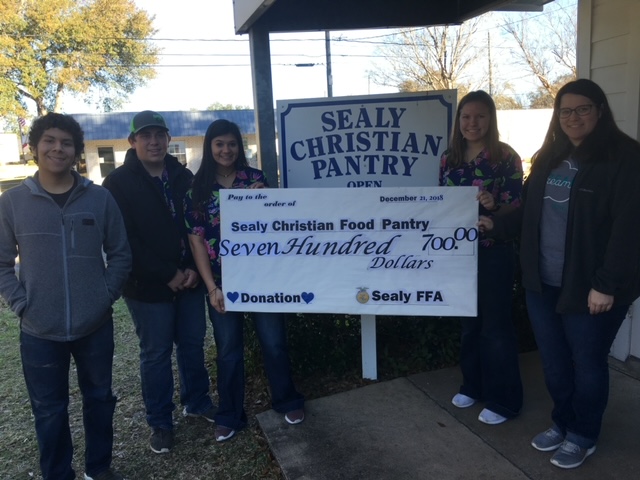 SEALY
CHRISTIAN
PANTRY
OPEN
Pay to the
order of
December 21, 2018
Sealy Christian Food Pantry
Seven Hundred 700.00
Dollars
Donation
Sealy FFA